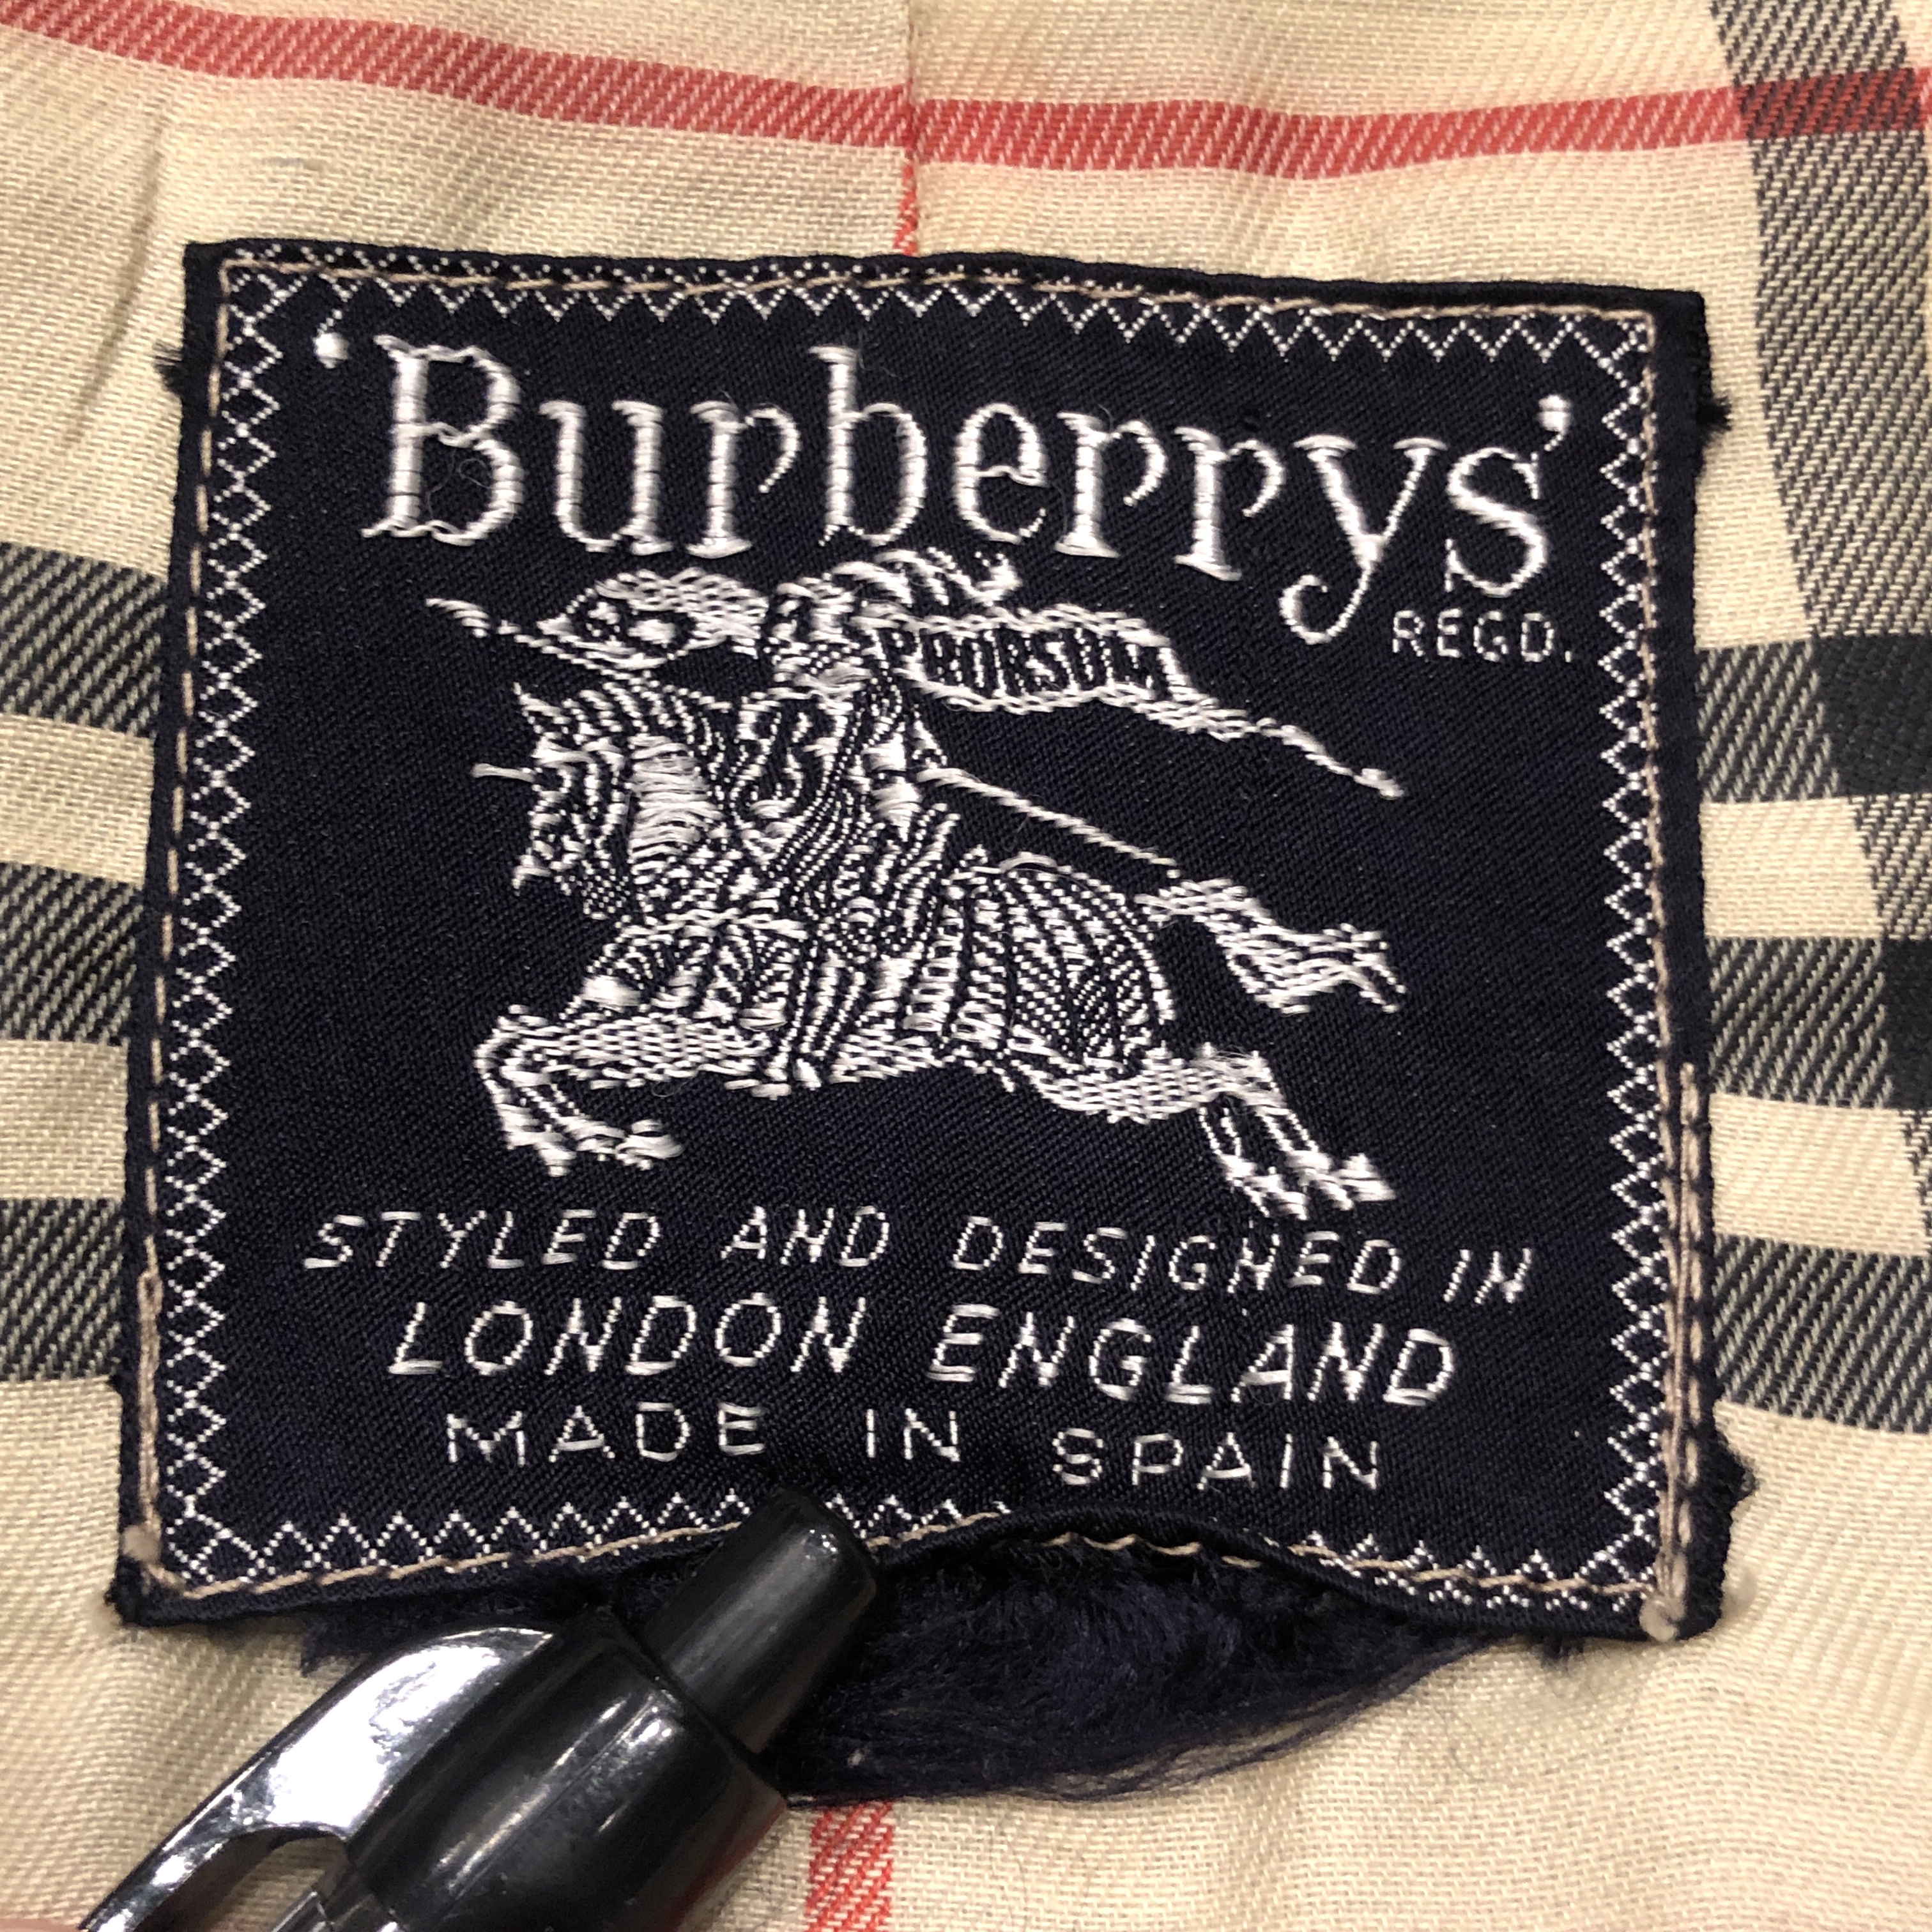 'Burberrys'
REGD.
PRORSUM
STYLED AND DESIGNED IN
LONDON ENGLAND
MADE IN SPAIN